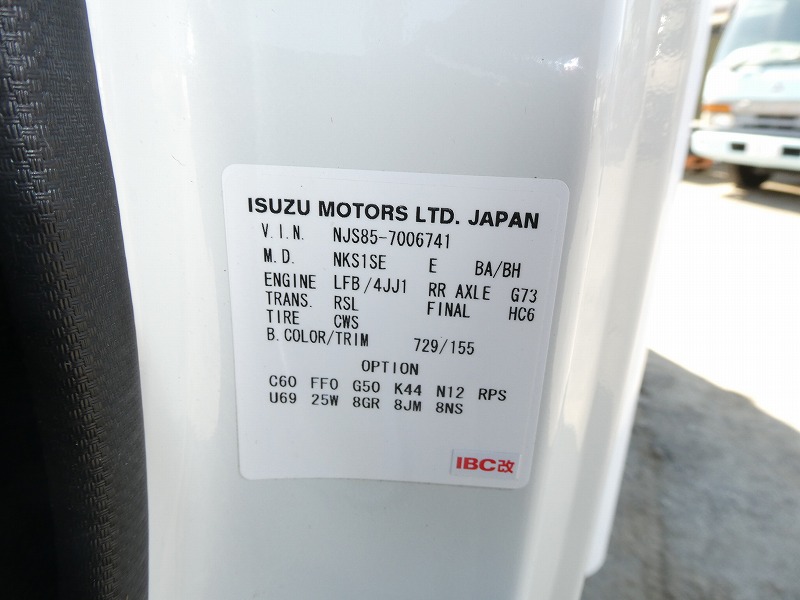 ISUZU MOTORS LTD. JAPAN
V.I.N. NJS85-7006741
M.D. NKS1SE E BA/BH
ENGINE LFB/4JJ1 RR AXLE G73
TRANS. RSL FINAL HC6
TIRE CWS
B.COLOR/TRIM 729/155
OPTION
C60 FF0 G50 K44 N12 RPS
U69 25W 8GR 8JM 8NS
IBC改